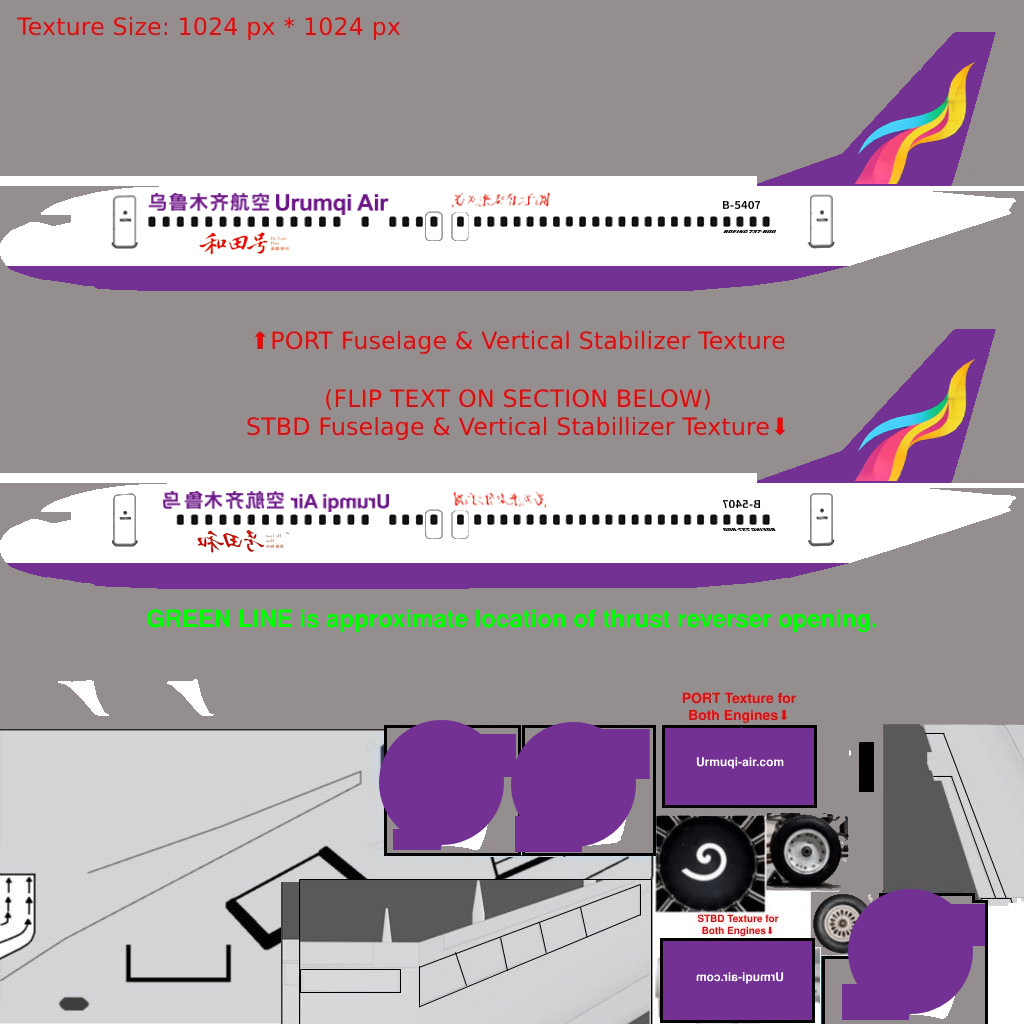 Texture Size: 1024 px * 1024 px
乌鲁木齐航空 Urumqi Air
B-5407
BOEING 737-800
和田号
⬆PORT Fuselage & Vertical Stabilizer Texture
(FLIP TEXT ON SECTION BELOW)
STBD Fuselage & Vertical Stabillizer Texture⬇
乌鲁木齐航空 Urumqi Air
B-5407
BOEING 737-800
和田号
GREEN LINE is approximate location of thrust reverser opening.
PORT Texture for
Both Engines⬇
Urmuqi-air.com
STBD Texture for
Both Engines⬇
Urmuqi-air.com